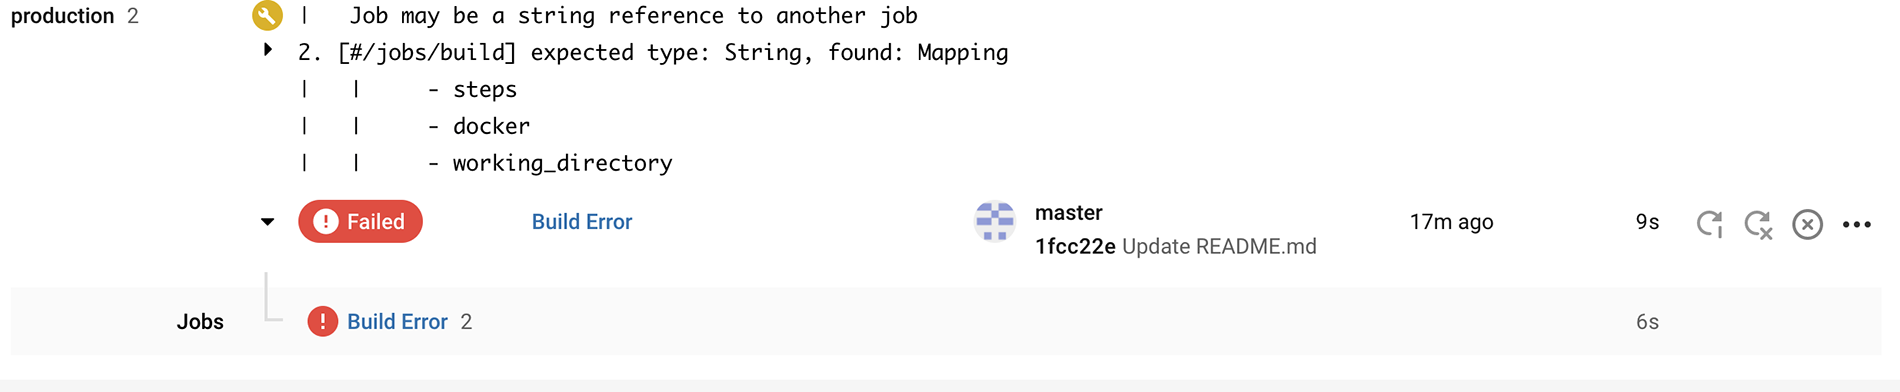 production 2
|   Job may be a string reference to another job
2. [#/jobs/build] expected type: String, found: Mapping
|   |     - steps
|   |     - docker
|   |     - working_directory
Failed Build Error master 17m ago 9s
1fcc22e Update README.md
Jobs Build Error 2 6s